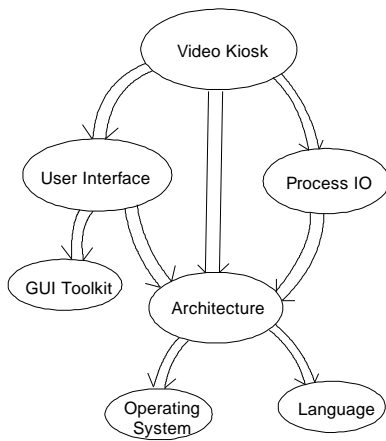 Video Kiosk
User Interface
Process IO
GUI Toolkit
Architecture
Operating
System
Language